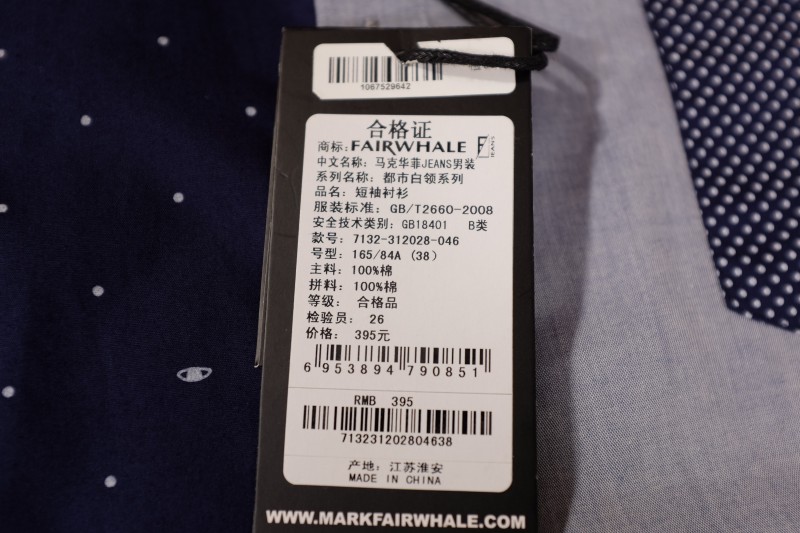 1067529642
合格证
商标: FAIRWHALE JEANS
中文名称: 马克华菲JEANS男装
系列名称: 都市白领系列
品名: 短袖衬衫
服装标准: GB/T2660-2008
安全技术类别: GB18401 B类
款号: 7132-312028-046
号型: 165/84A (38)
主料: 100%棉
拼料: 100%棉
等级: 合格品
检验员: 26
价格: 395元
6 953894 790851
RMB 395
713231202804638
产地: 江苏淮安
MADE IN CHINA
WWW.MARKFAIRWHALE.COM